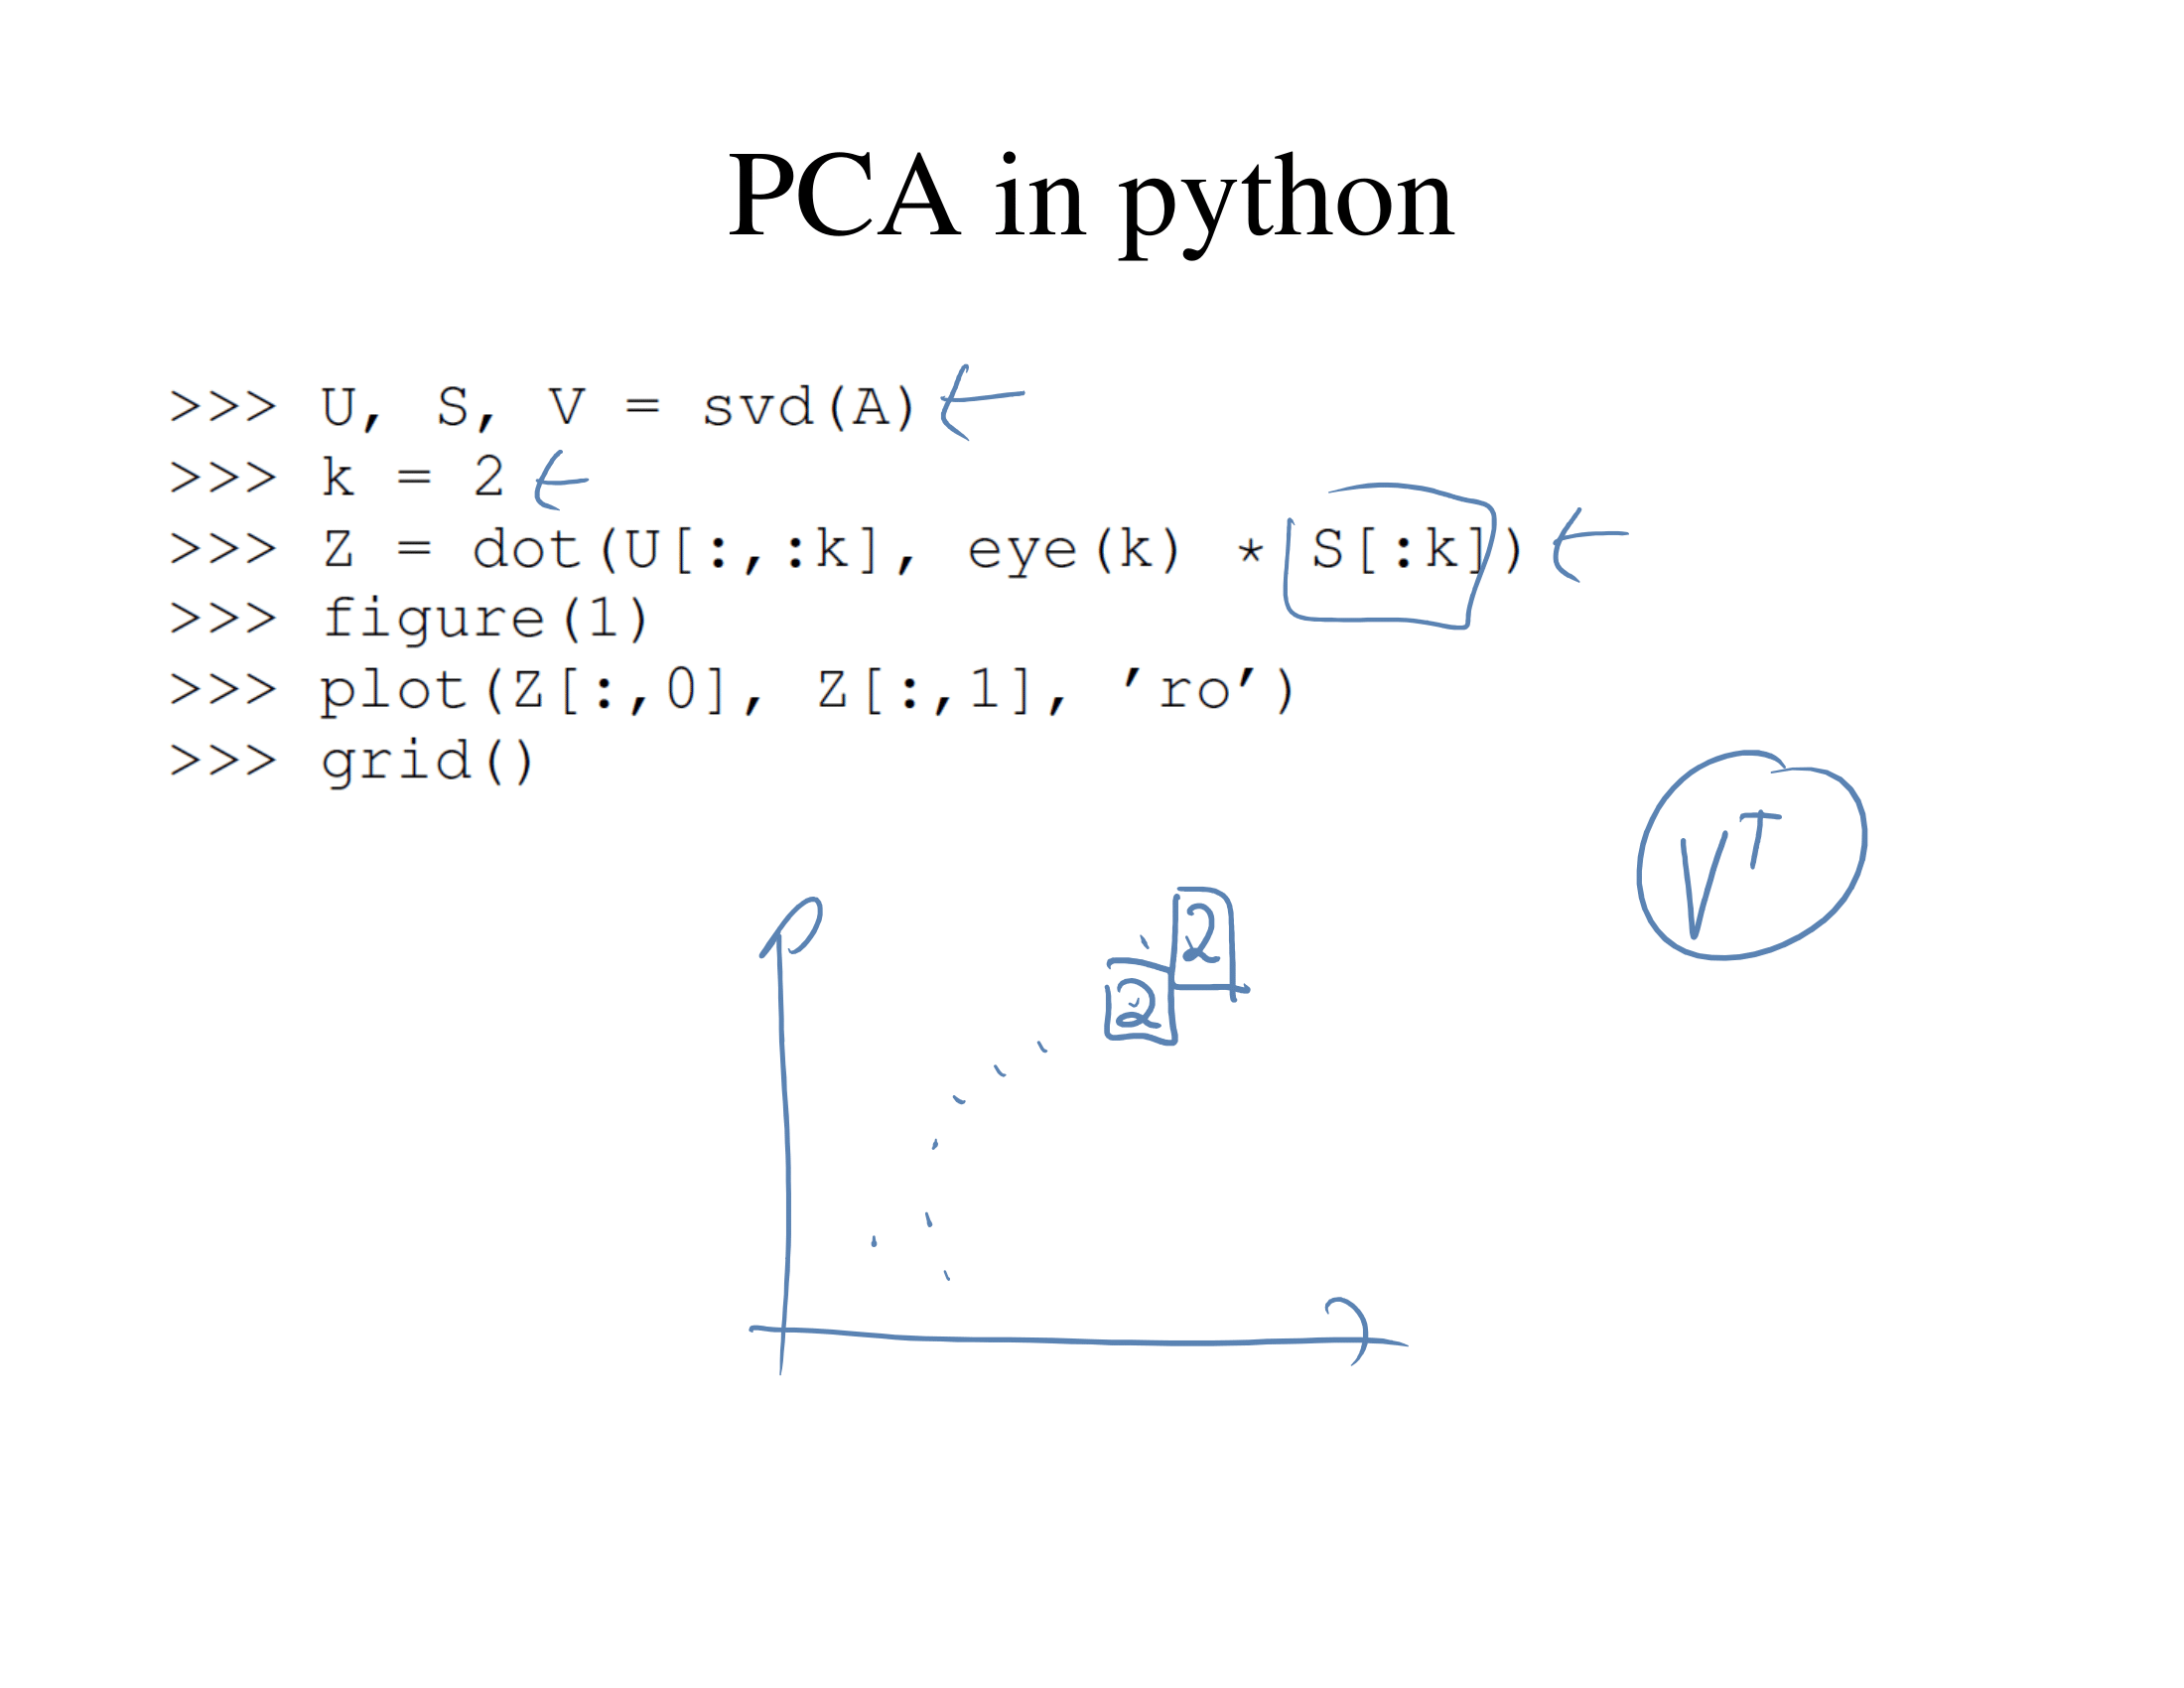 PCA in python
>>> U, S, V = svd(A)
>>> k = 2
>>> Z = dot(U[:,:k], eye(k) * S[:k])
>>> figure(1)
>>> plot(Z[:,0], Z[:,1], ’ro’)
>>> grid()
V^T
2
2